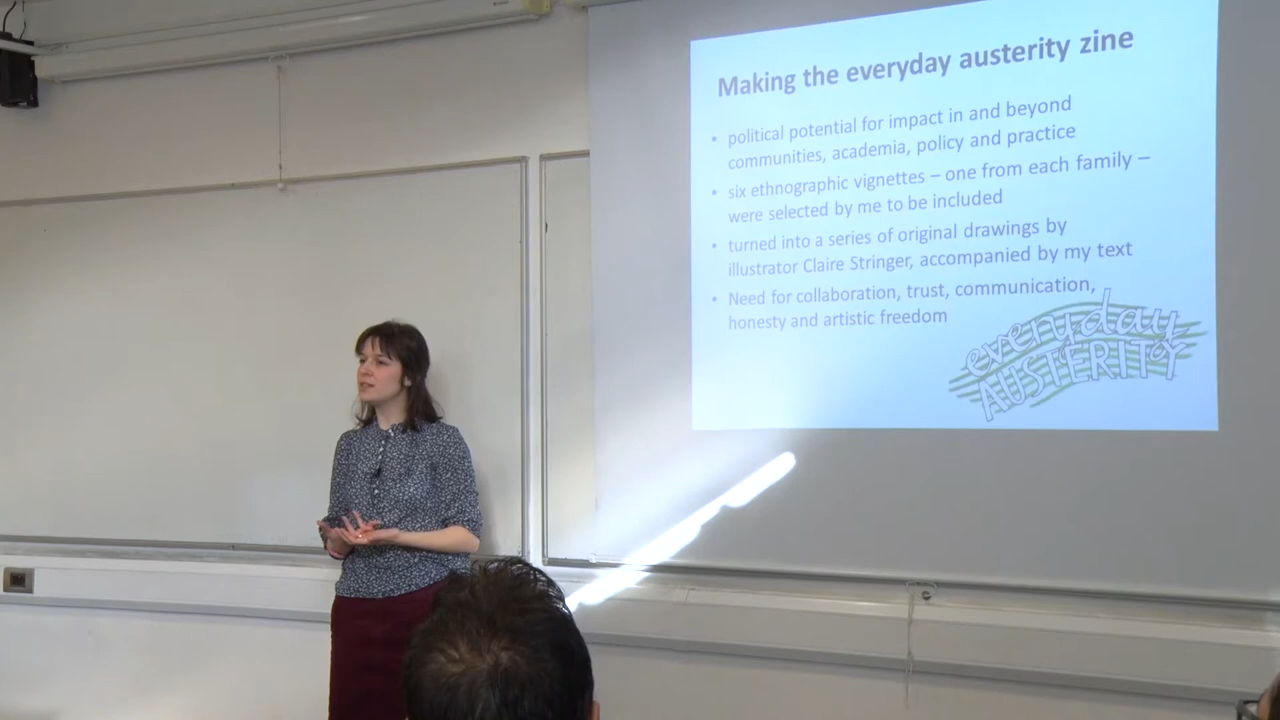 Making the everyday austerity zine
• political potential for impact in and beyond
communities, academia, policy and practice
• six ethnographic vignettes – one from each family –
were selected by me to be included
• turned into a series of original drawings by
illustrator Claire Stringer, accompanied by my text
• Need for collaboration, trust, communication,
honesty and artistic freedom
everyday
AUSTERITY